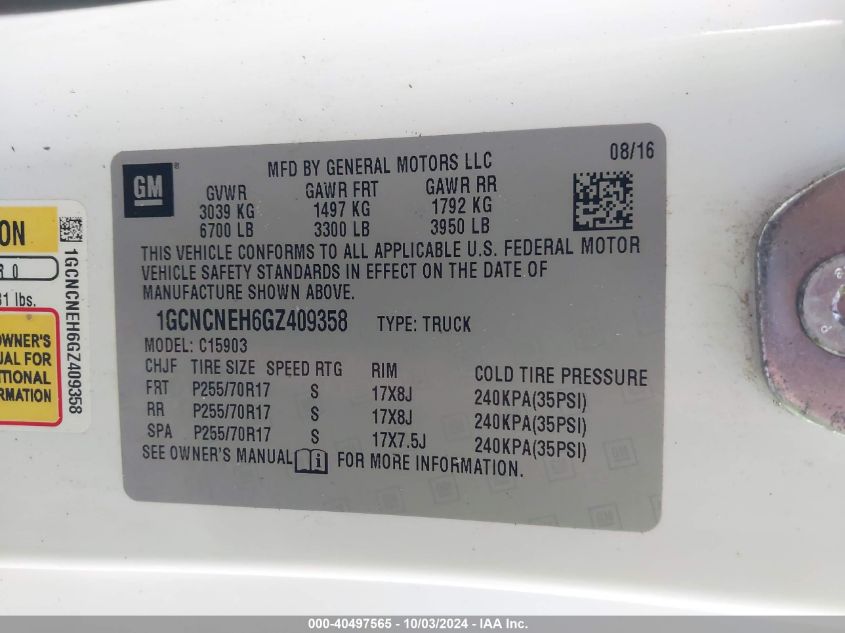 GM ®
MFD BY GENERAL MOTORS LLC
08/16
GVWR GAWR FRT GAWR RR
3039 KG 1497 KG 1792 KG
6700 LB 3300 LB 3950 LB
THIS VEHICLE CONFORMS TO ALL APPLICABLE U.S. FEDERAL MOTOR
VEHICLE SAFETY STANDARDS IN EFFECT ON THE DATE OF
MANUFACTURE SHOWN ABOVE.
1GCNCNEH6GZ409358 TYPE: TRUCK
MODEL: C15903
CHJF TIRE SIZE SPEED RTG RIM COLD TIRE PRESSURE
FRT P255/70R17 S 17X8J 240KPA(35PSI)
RR P255/70R17 S 17X8J 240KPA(35PSI)
SPA P255/70R17 S 17X7.5J 240KPA(35PSI)
SEE OWNER'S MANUAL i FOR MORE INFORMATION.
ON
R 0
31 lbs.
OWNER'S
UAL FOR
ITIONAL
RMATION
1GCNCNEH6GZ409358
000-40497565 - 10/03/2024 - IAA Inc.